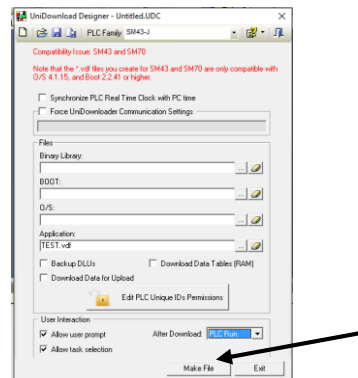 UniDownload Designer - Untitled.UDC
PLC Family SM43-J
Compatibility Issue: SM43 and SM70
Note that the *.vdf files you create for SM43 and SM70 are only compatible with
O/S 4.1.15, and Boot 2.2.41 or higher.
Synchronize PLC Real Time Clock with PC time
Force UniDownloader Communication Settings
Files
Binary Library:
...
BOOT:
...
O/S:
...
Application:
TEST.vdf ...
Backup DLUs Download Data Tables (RAM)
Download Data for Upload
Edit PLC Unique IDs Permissions
User Interaction
Allow user prompt After Download: PLC Run
Allow task selection
Make File Exit